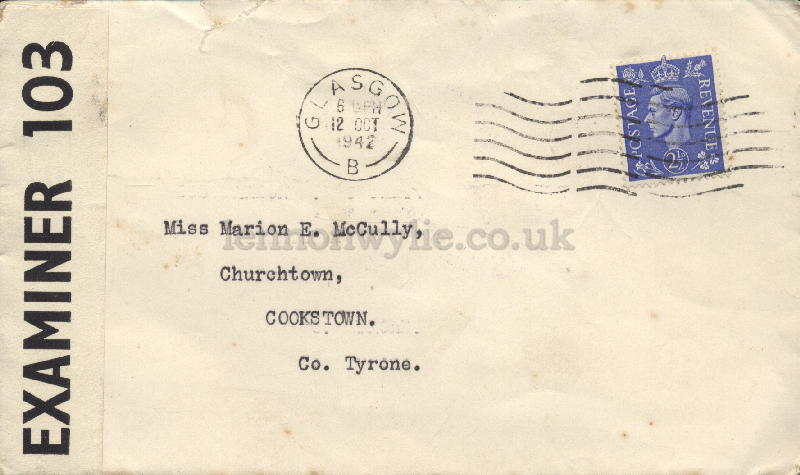 EXAMINER 103
GLASGOW
6 PM
12 OCT
1942
B
POSTAGE REVENUE
2½
Miss Marion E. McCully,
lennonwylie.co.uk
Churchtown,
COOKSTOWN.
Co. Tyrone.